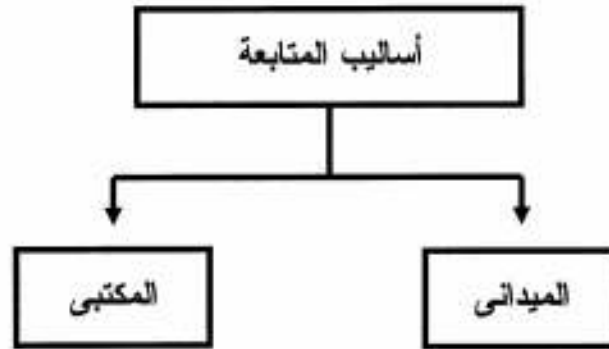 أساليب المتابعة
الميدانى
المكتبى